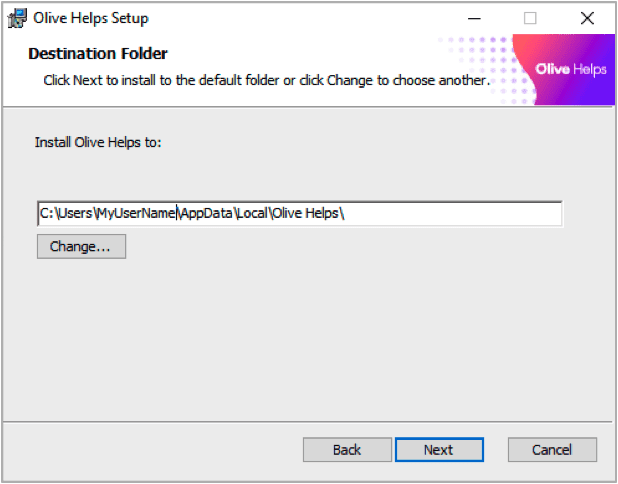 Olive Helps Setup
Destination Folder
Click Next to install to the default folder or click Change to choose another.
Olive Helps
Install Olive Helps to:
C:\Users\MyUserName\AppData\Local\Olive Helps\
Change...
Back Next Cancel